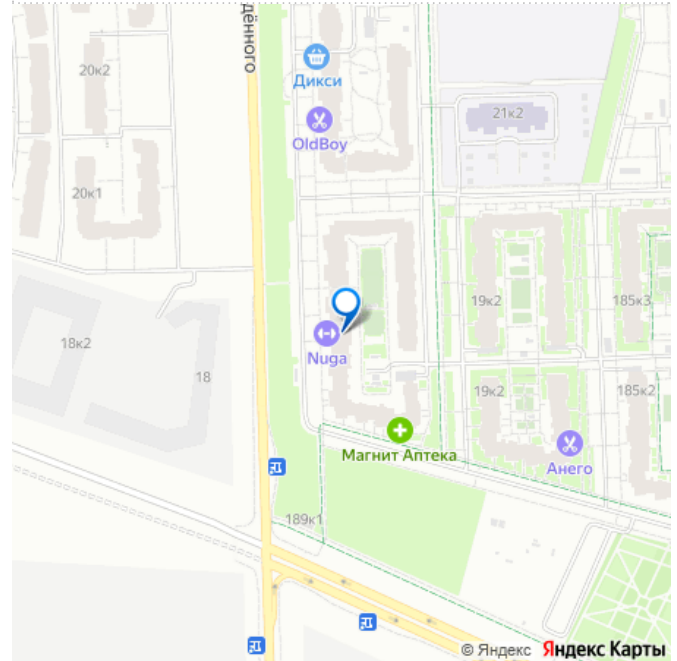 дённого
20к2
Дикси
21к2
OldBoy
20к1
19к2
185к3
18к2
Nuga
18
19к2
185к2
Магнит Аптека
Анего
189к1
© Яндекс Яндекс Карты